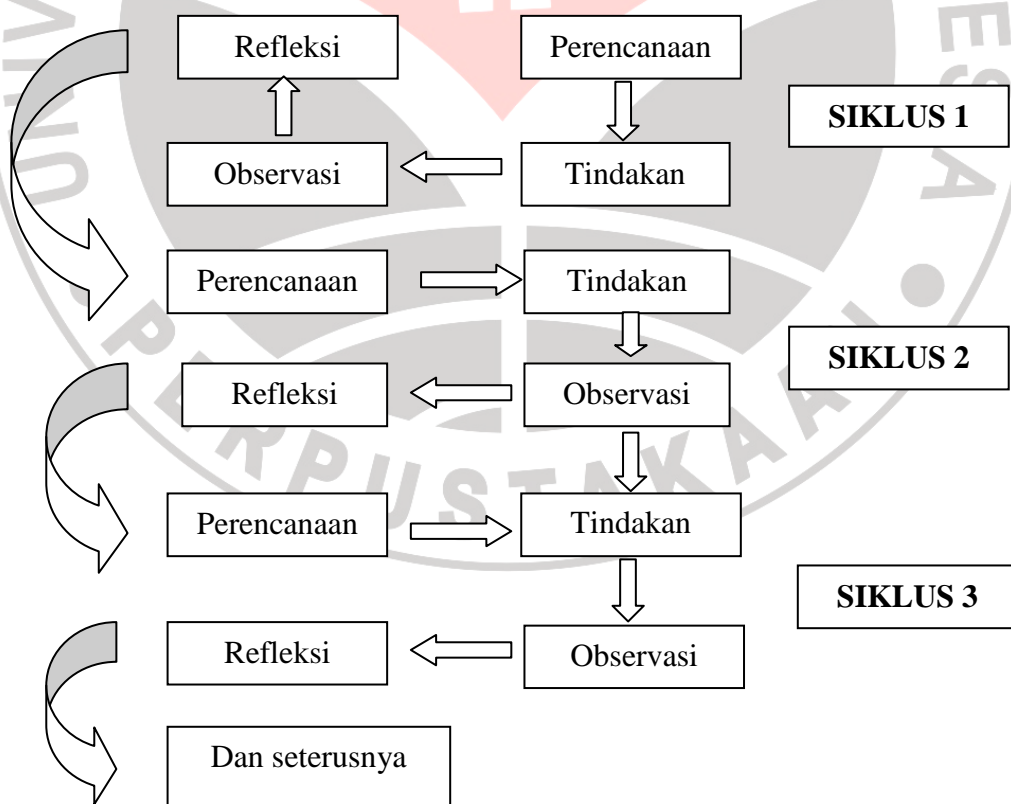 Refleksi
Perencanaan
SIKLUS 1
Observasi
Tindakan
Perencanaan
Tindakan
SIKLUS 2
Refleksi
Observasi
Perencanaan
Tindakan
SIKLUS 3
Refleksi
Observasi
Dan seterusnya
PERPUSTAKAAN